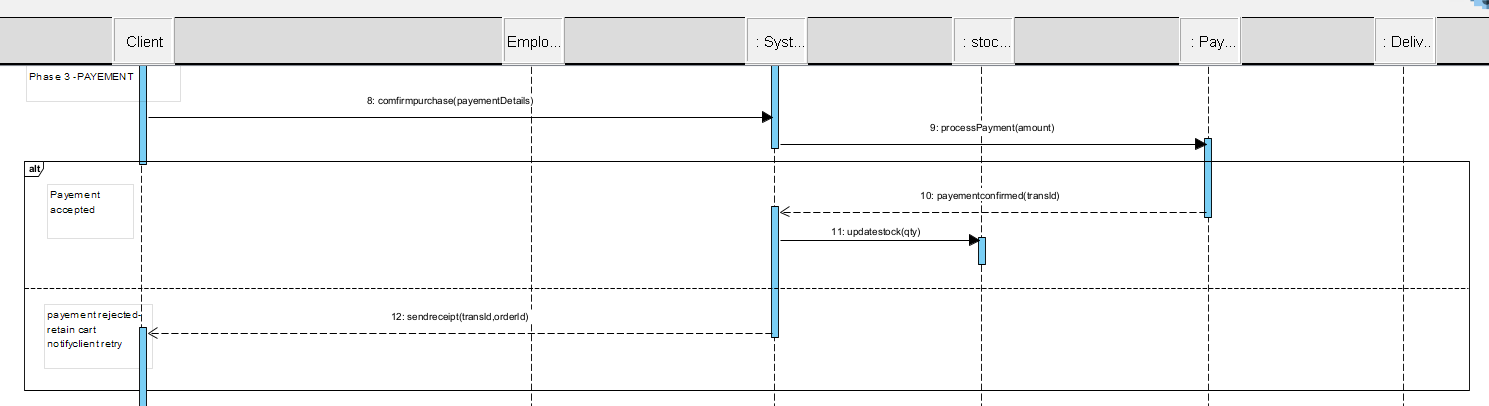 Client
Emplo...
: Syst...
: stoc...
: Pay...
: Deliv..
Phase 3 -PAYEMENT
8: comfirmpurchase(payementDetails)
9: processPayment(amount)
alt
Payement
accepted
10: payementconfirmed(transId)
11: updatestock(qty)
payment rejected-
retain cart
notifyclient retry
12: sendreceipt(transId,orderId)